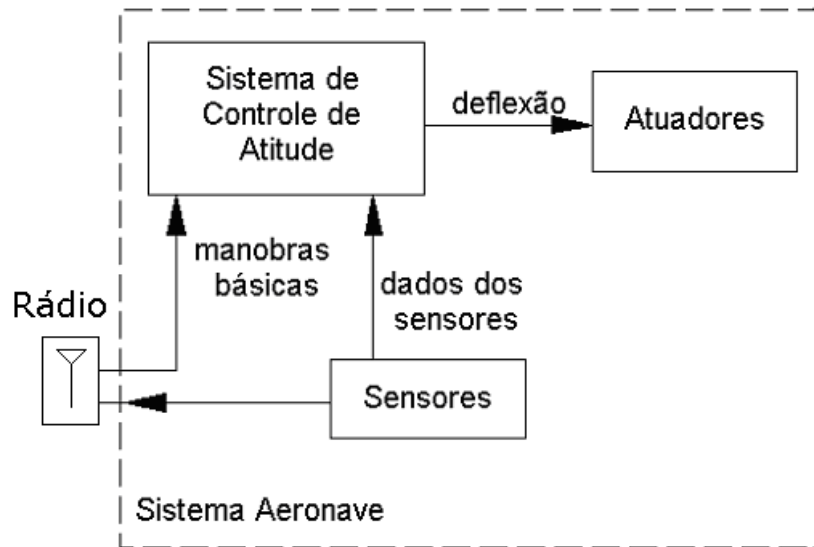 Sistema de
Controle de
Atitude
deflexão
Atuadores
manobras
básicas
dados dos
sensores
Rádio
Sensores
Sistema Aeronave